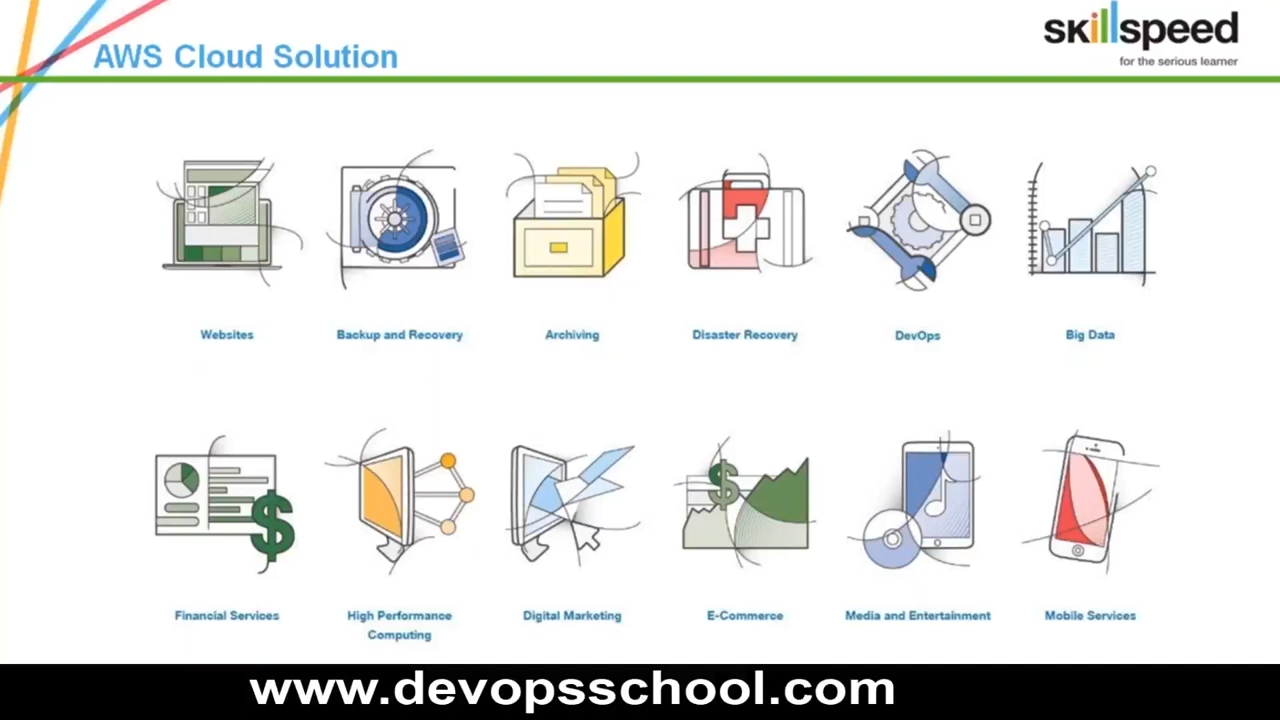 AWS Cloud Solution
skillspeed
for the serious learner
Websites
Backup and Recovery
Archiving
Disaster Recovery
DevOps
Big Data
Financial Services
High Performance
Computing
Digital Marketing
E-Commerce
Media and Entertainment
Mobile Services
www.devopsschool.com